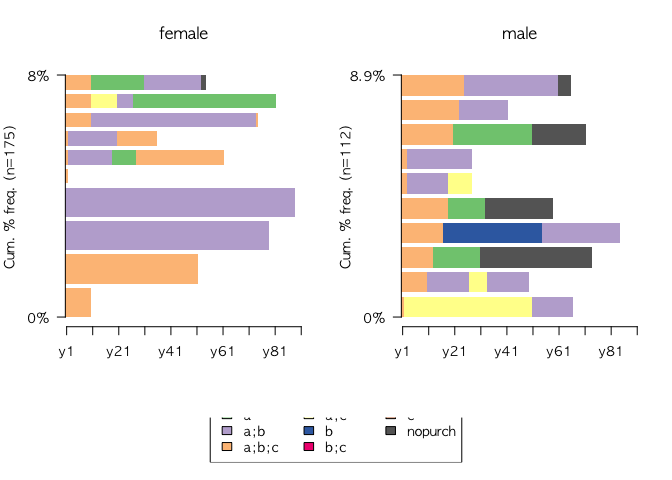 female male
8% 8.9%
Cum. % freq. (n=175) Cum. % freq. (n=112)
0% 0%
y1 y21 y41 y61 y81 y1 y21 y41 y61 y81
a;b b nopurch
a;b;c b;c